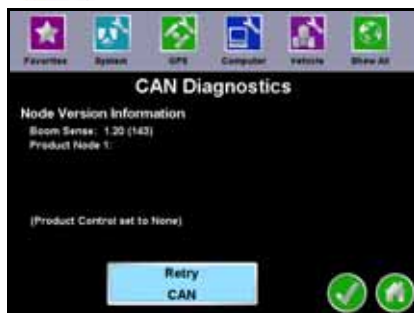 Favorites System GPS Computer Vehicle Show All
CAN Diagnostics
Node Version Information
Boom Sense: 1.20 (143)
Product Node 1:
(Product Control set to None)
Retry
CAN